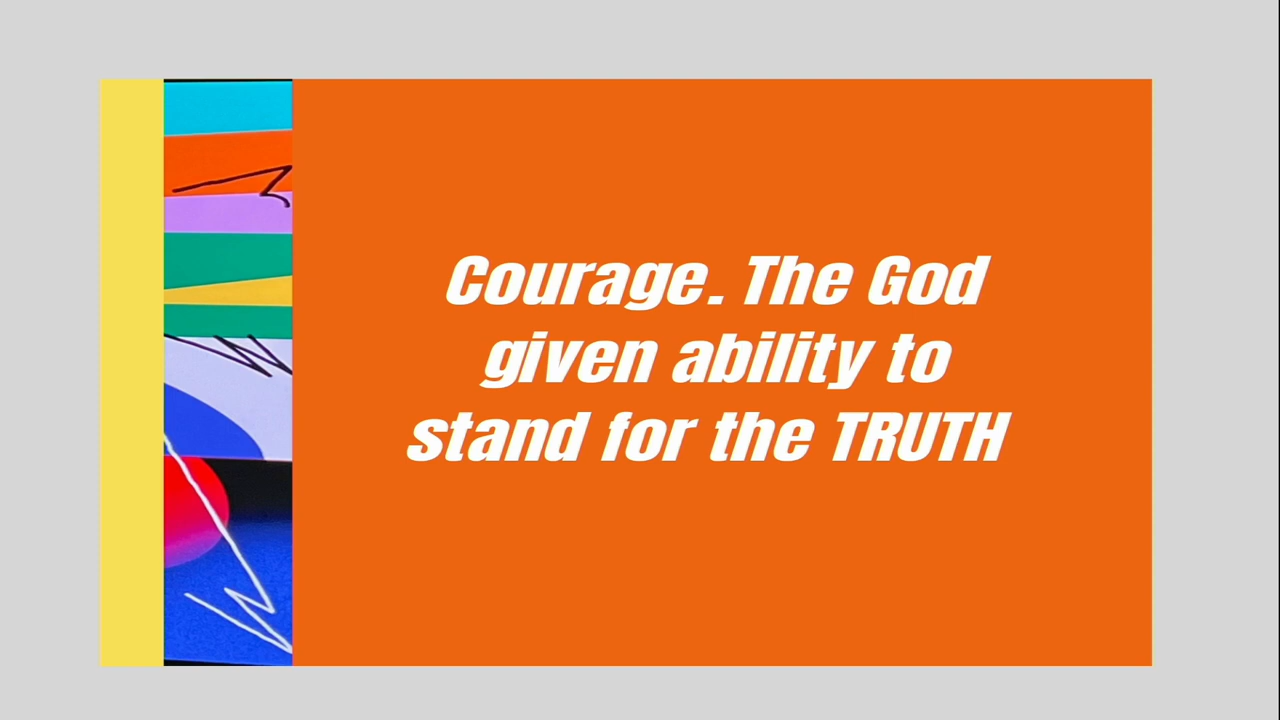 Courage. The God
given ability to
stand for the TRUTH